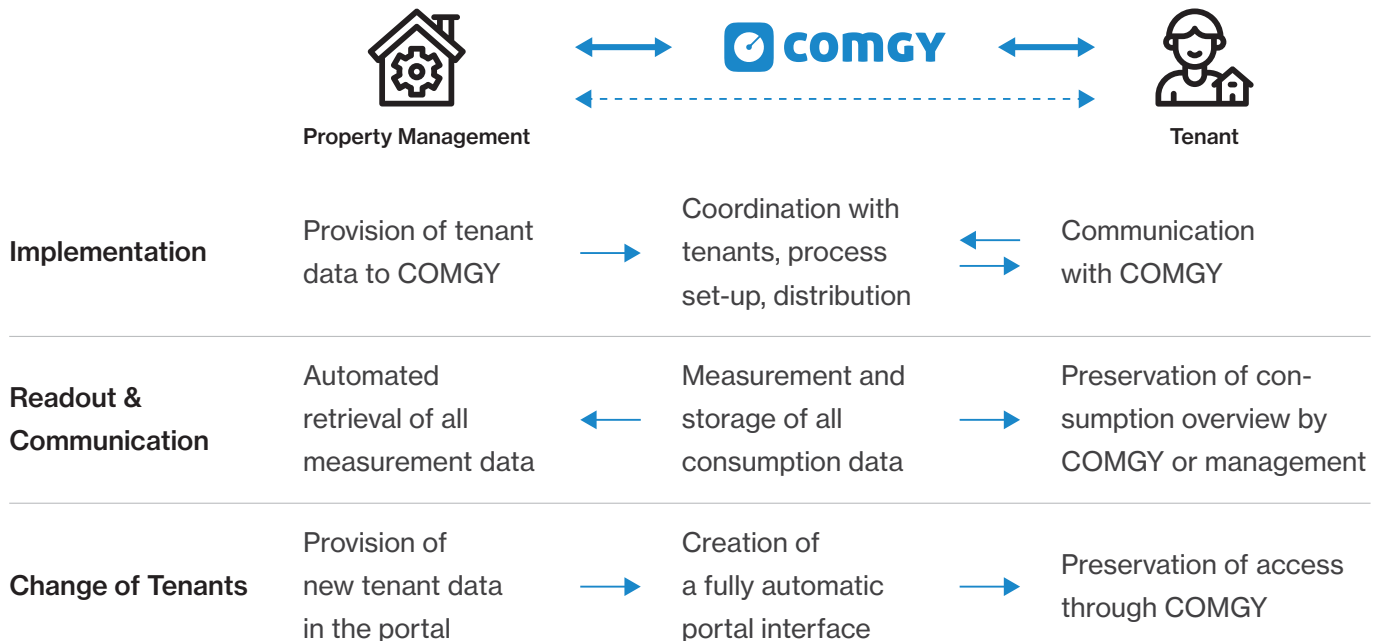 COMGY
Property Management
Tenant
Implementation
Provision of tenant
data to COMGY
Coordination with
tenants, process
set-up, distribution
Communication
with COMGY
Readout &
Communication
Automated
retrieval of all
measurement data
Measurement and
storage of all
consumption data
Preservation of con-
sumption overview by
COMGY or management
Change of Tenants
Provision of
new tenant data
in the portal
Creation of
a fully automatic
portal interface
Preservation of access
through COMGY